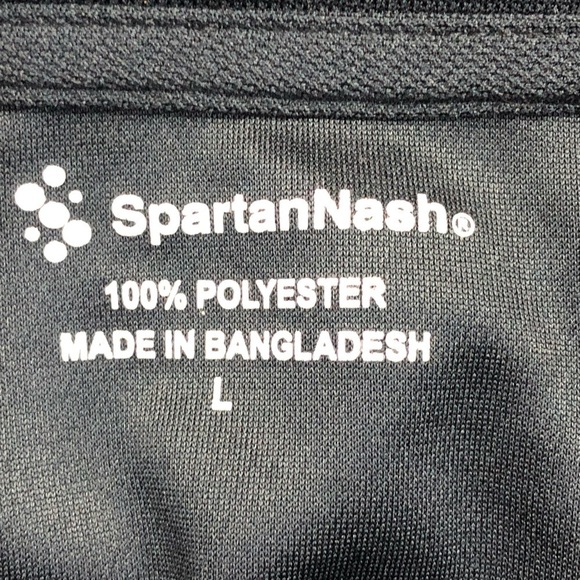 SpartanNash®
100% POLYESTER
MADE IN BANGLADESH
L